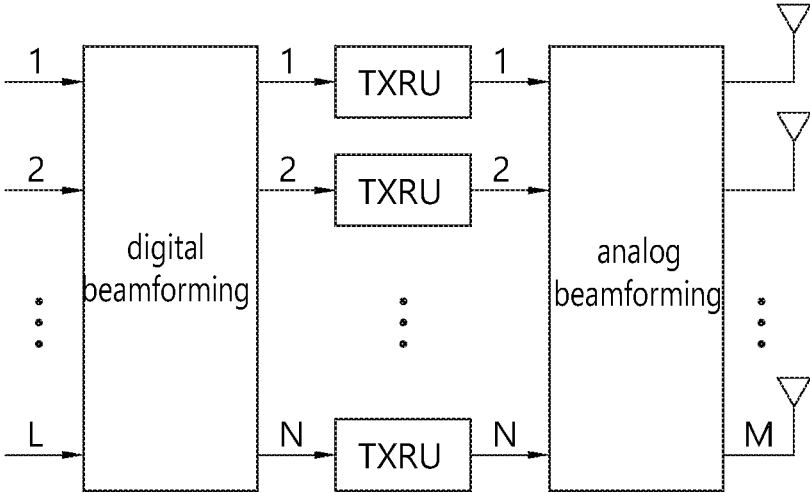 1 1 TXRU 1
2 2 TXRU 2
digital
beamforming
analog
beamforming
L N TXRU N M